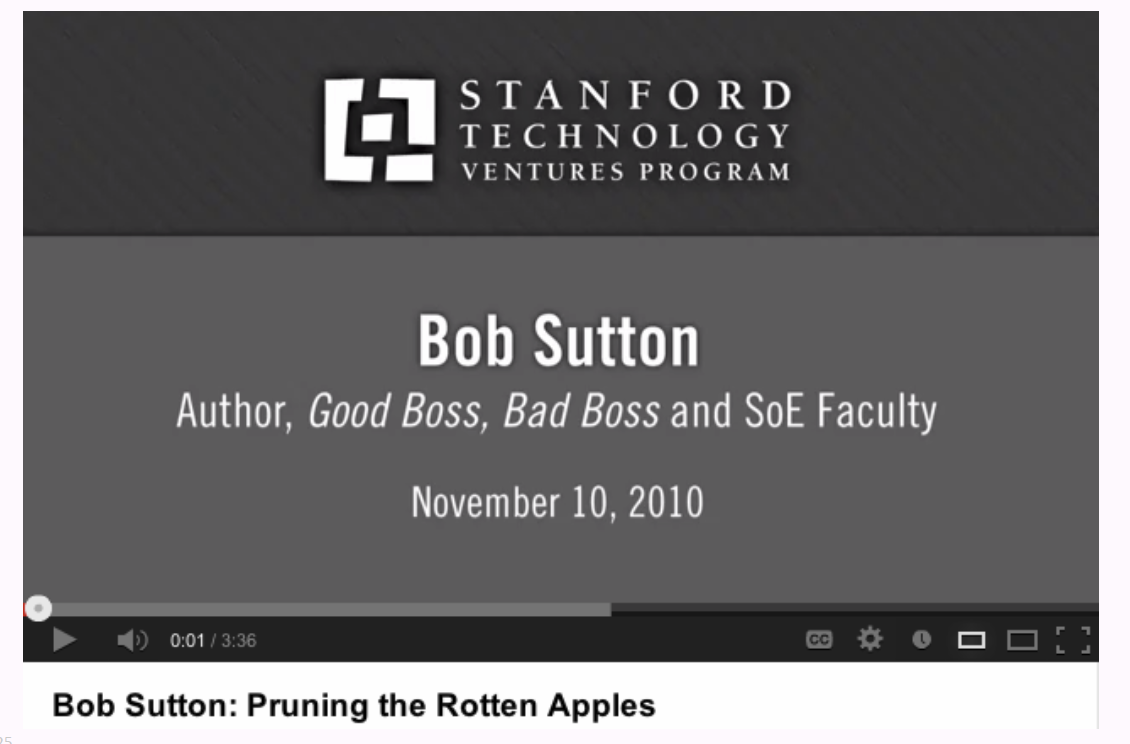 STANFORD
TECHNOLOGY
VENTURES PROGRAM
Bob Sutton
Author, Good Boss, Bad Boss and SoE Faculty
November 10, 2010
0:01 / 3:36
CC
Bob Sutton: Pruning the Rotten Apples